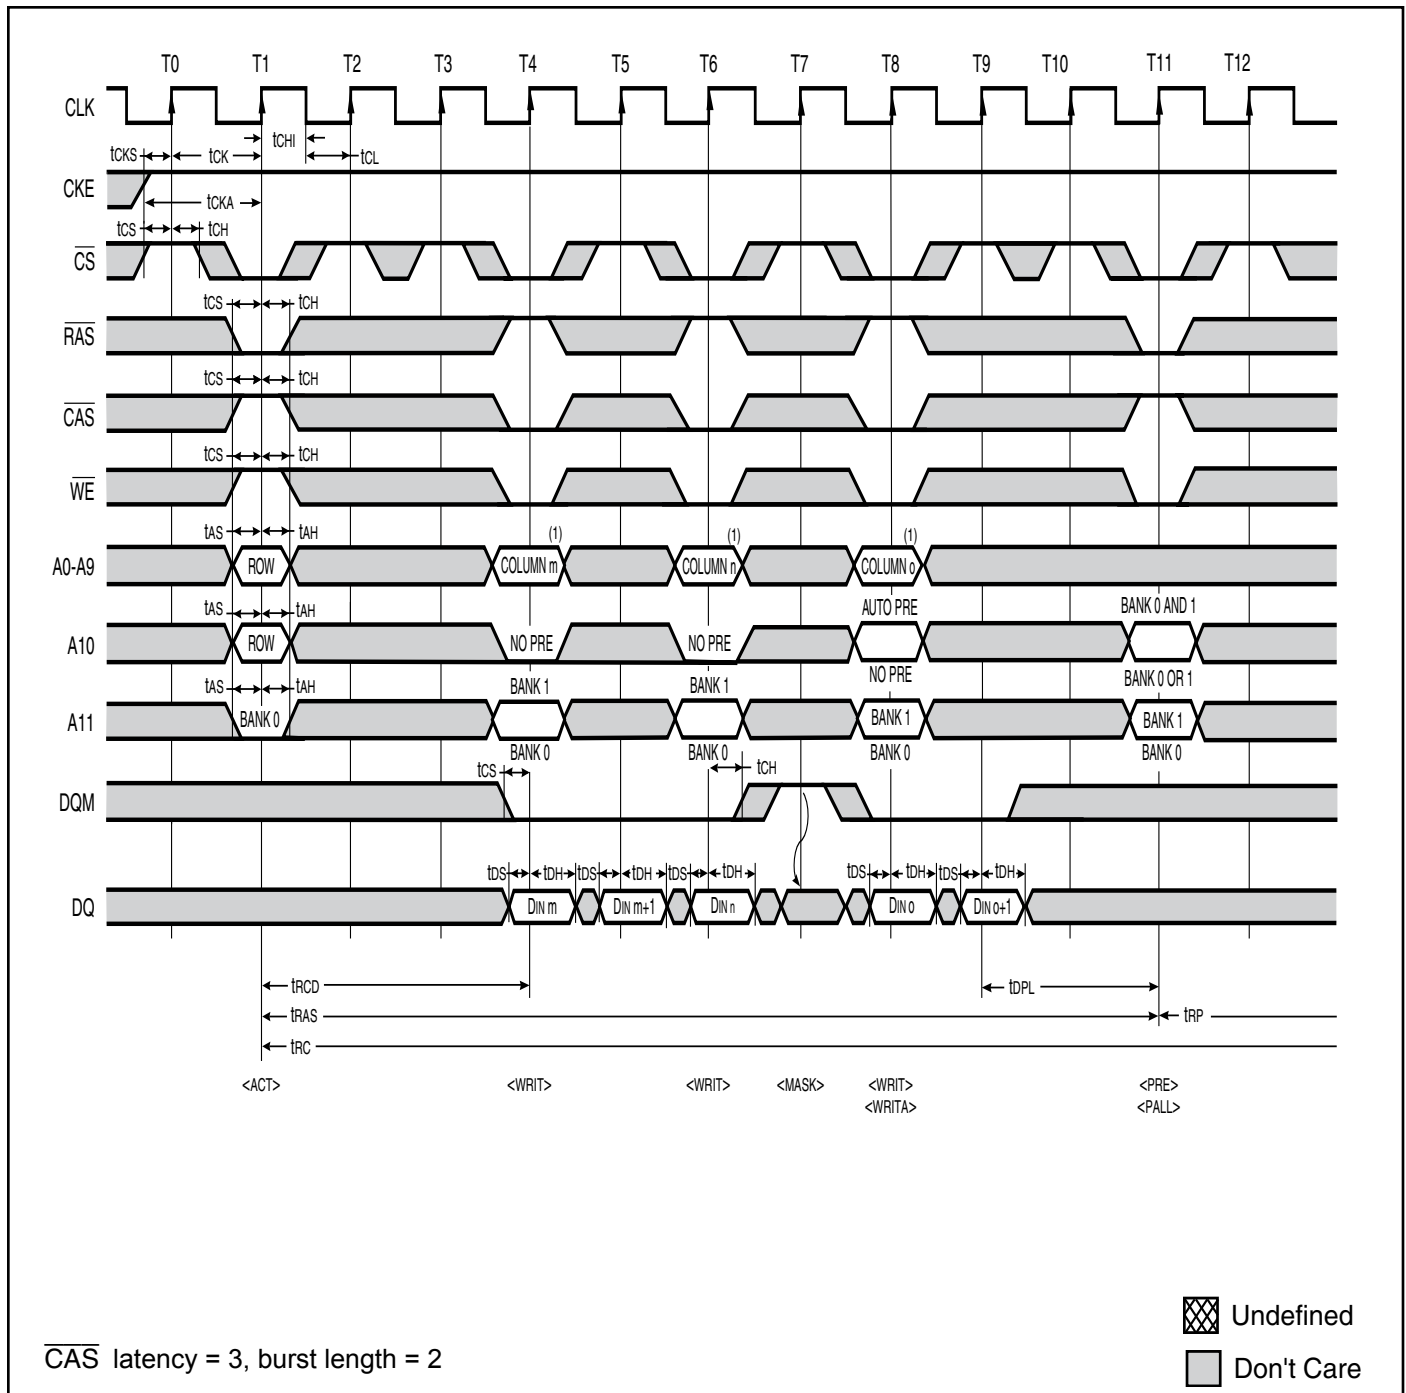 T0 T1 T2 T3 T4 T5 T6 T7 T8 T9 T10 T11 T12
CLK
tCHI
tCKS tCK tCL
CKE
tCKA
tCS tCH
CS
tCS tCH
RAS
tCS tCH
CAS
tCS tCH
WE
tAS tAH (1) (1) (1)
A0-A9 ROW COLUMN m COLUMN n COLUMN o
tAS tAH AUTO PRE BANK 0 AND 1
A10 ROW NO PRE NO PRE
NO PRE BANK 0 OR 1
tAS tAH BANK 1 BANK 1
A11 BANK 0 BANK 1 BANK 1
BANK 0 BANK 0 BANK 0 BANK 0
tCS tCH
DQM
tDS tDH tDS tDH tDS tDH tDS tDH tDS tDH
DQ DIN m DIN m+1 DIN n DIN o DIN o+1
tRCD tDPL
tRAS tRP
tRC
<ACT> <WRIT> <WRIT> <MASK> <WRIT> <PRE>
<WRITA> <PALL>
Undefined
CAS latency = 3, burst length = 2
Don't Care